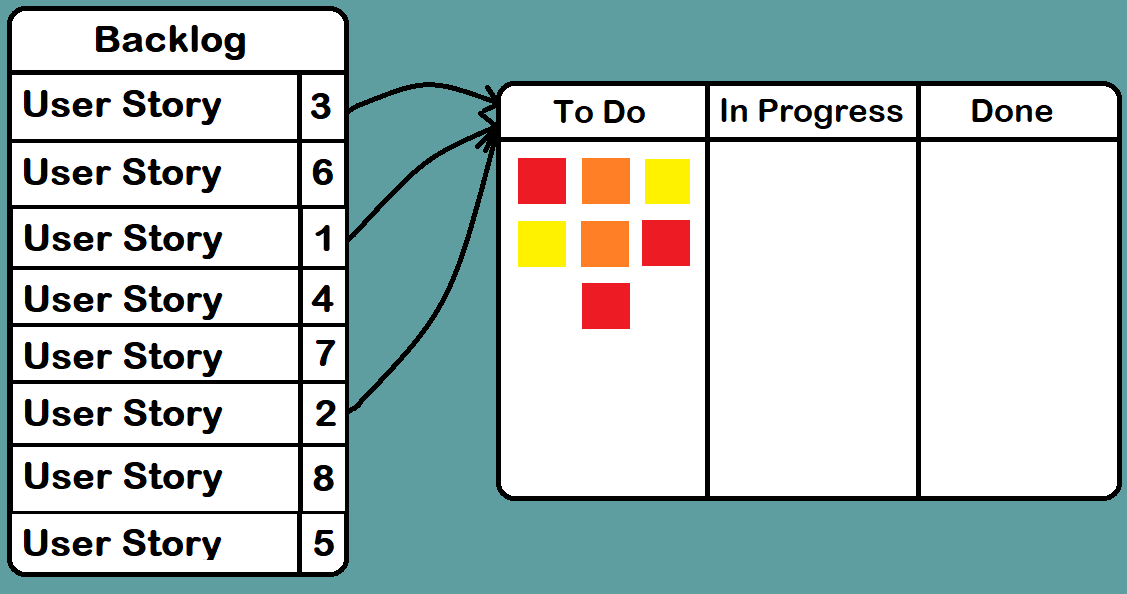 Backlog
User Story 3
User Story 6
User Story 1
User Story 4
User Story 7
User Story 2
User Story 8
User Story 5
To Do In Progress Done